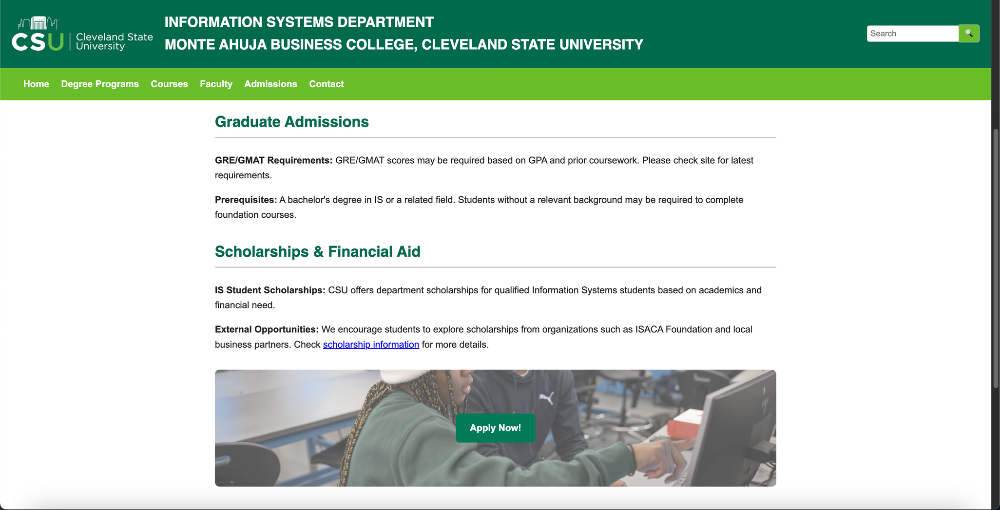 CSU
Cleveland State
University
INFORMATION SYSTEMS DEPARTMENT
MONTE AHUJA BUSINESS COLLEGE, CLEVELAND STATE UNIVERSITY
Search
Home Degree Programs Courses Faculty Admissions Contact
Graduate Admissions
GRE/GMAT Requirements: GRE/GMAT scores may be required based on GPA and prior coursework. Please check site for latest
requirements.
Prerequisites: A bachelor's degree in IS or a related field. Students without a relevant background may be required to complete
foundation courses.
Scholarships & Financial Aid
IS Student Scholarships: CSU offers department scholarships for qualified Information Systems students based on academics and
financial need.
External Opportunities: We encourage students to explore scholarships from organizations such as ISACA Foundation and local
business partners. Check scholarship information for more details.
Apply Now!